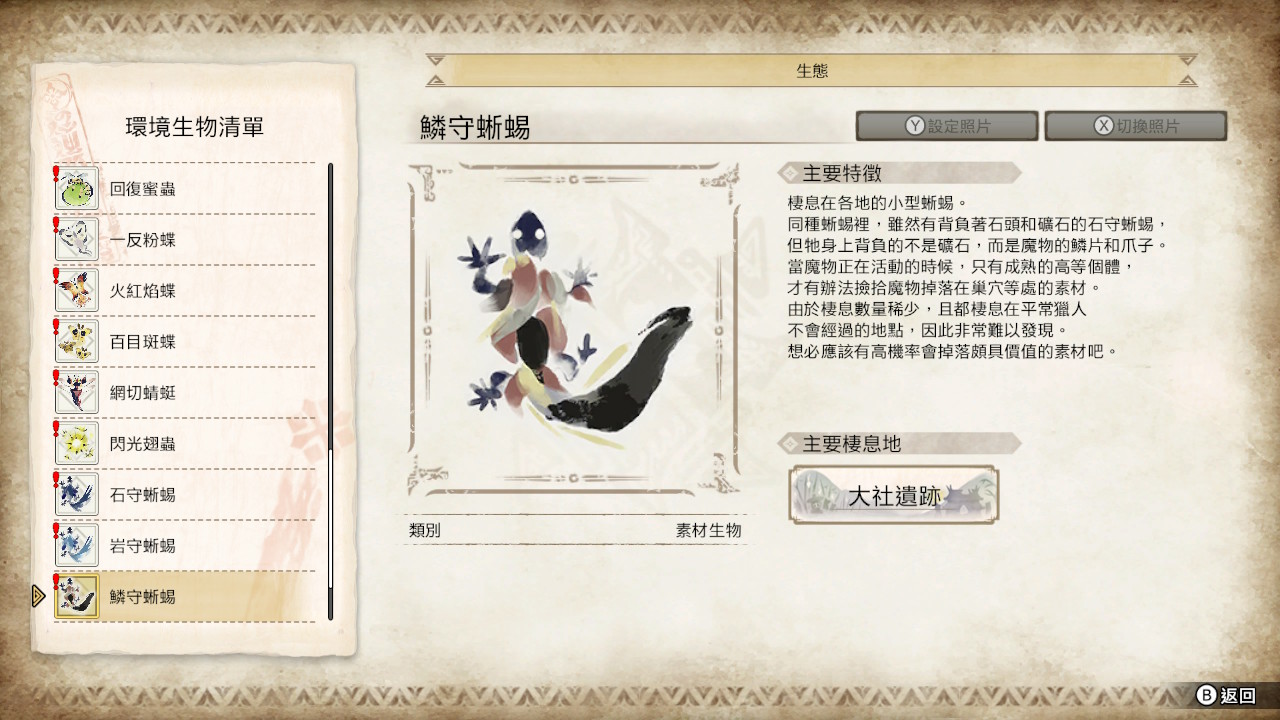 生態
環境生物清單
回復蜜蟲
一反粉蝶
火紅焰蝶
百目斑蝶
網切蜻蜓
閃光翅蟲
石守蜥蜴
岩守蜥蜴
鱗守蜥蜴
鱗守蜥蜴
Y設定照片
X切換照片
類別 素材生物
主要特徵
棲息在各地的小型蜥蜴。
同種蜥蜴裡,雖然有背負著石頭和礦石的石守蜥蜴,
但牠身上背負的不是礦石,而是魔物的鱗片和爪子。
當魔物正在活動的時候,只有成熟的高等個體,
才有辦法撿拾魔物掉落在巢穴等處的素材。
由於棲息數量稀少,且都棲息在平常獵人
不會經過的地點,因此非常難以發現。
想必應該有高機率會掉落頗具價值的素材吧。
主要棲息地
大社遺跡
B返回